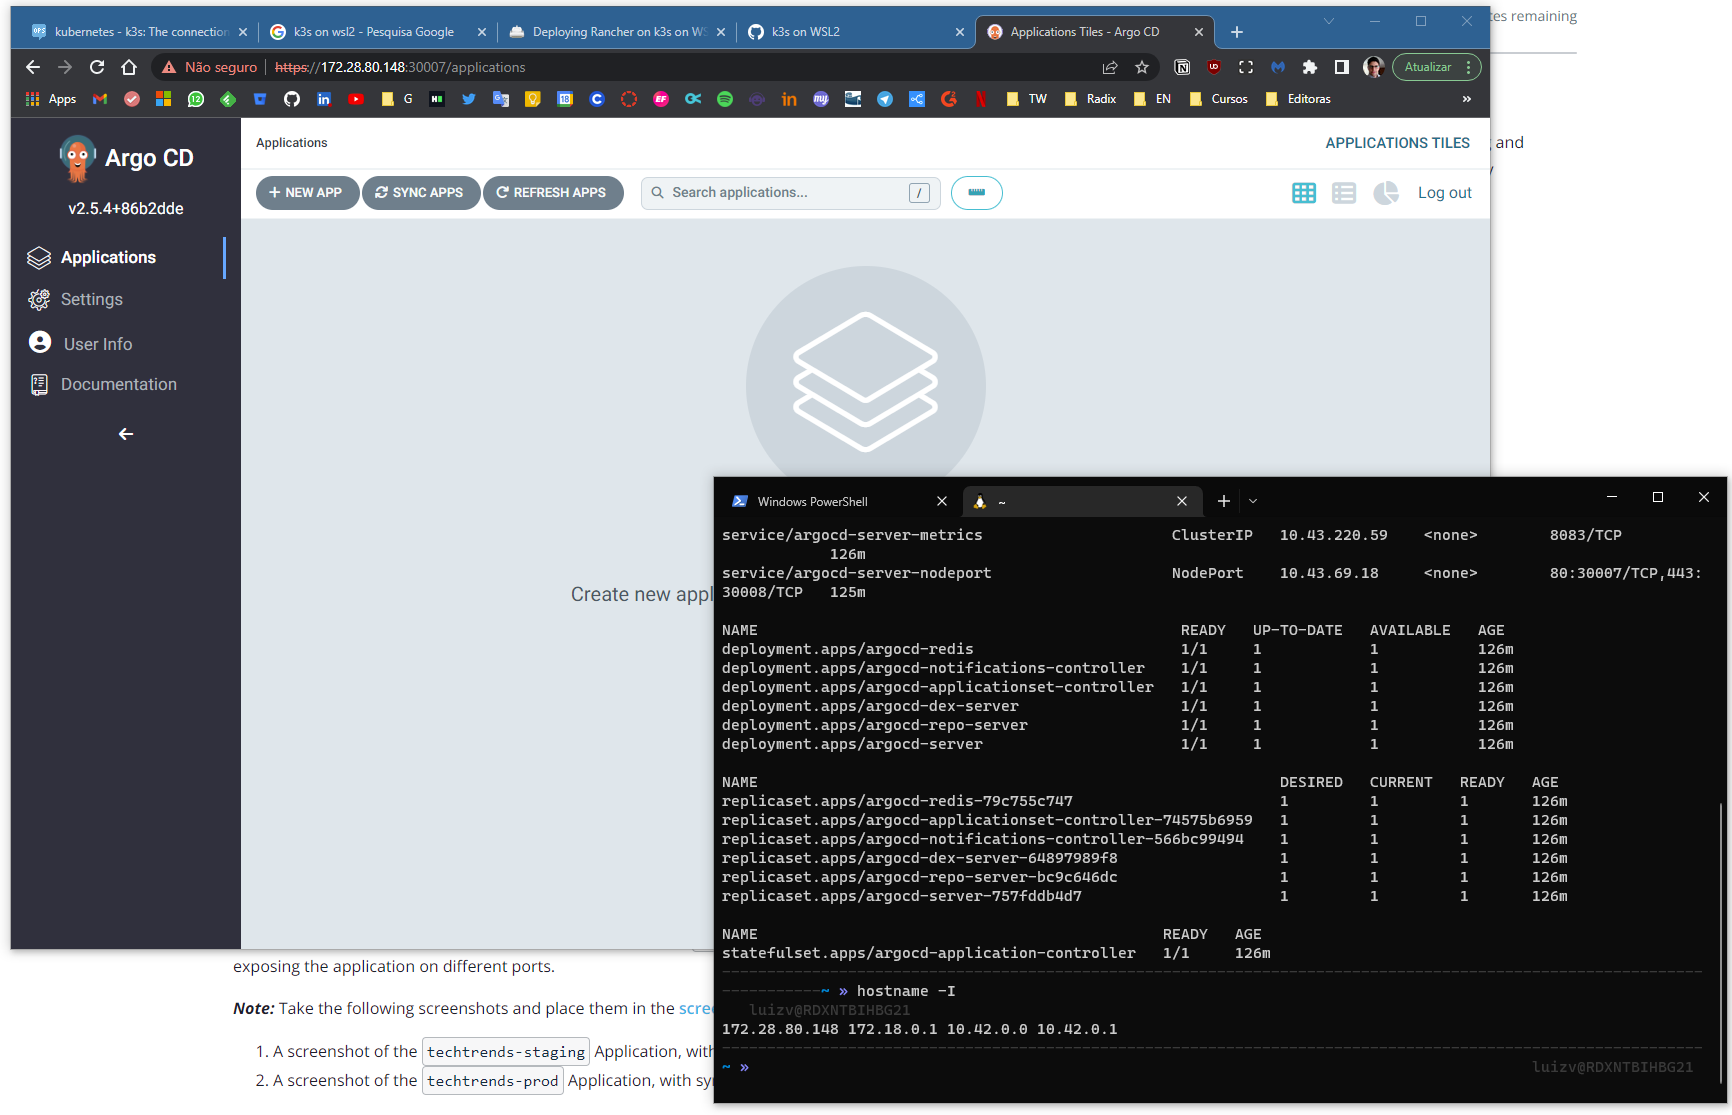 kubernetes - k3s: The connection
k3s on wsl2 - Pesquisa Google
Deploying Rancher on k3s on WS
k3s on WSL2
Applications Tiles - Argo CD
tes remaining
Não seguro
https://172.28.80.148:30007/applications
Atualizar
Apps
G
TW
Radix
EN
Cursos
Editoras
»
Argo CD
v2.5.4+86b2dde
Applications
Settings
User Info
Documentation
Applications
APPLICATIONS TILES
and
NEW APP
SYNC APPS
REFRESH APPS
Search applications...
/
Log out
Create new appl
Windows PowerShell
~
service/argocd-server-metrics ClusterIP 10.43.220.59 <none> 8083/TCP
126m
service/argocd-server-nodeport NodePort 10.43.69.18 <none> 80:30007/TCP,443:
30008/TCP 125m
NAME READY UP-TO-DATE AVAILABLE AGE
deployment.apps/argocd-redis 1/1 1 1 126m
deployment.apps/argocd-notifications-controller 1/1 1 1 126m
deployment.apps/argocd-applicationset-controller 1/1 1 1 126m
deployment.apps/argocd-dex-server 1/1 1 1 126m
deployment.apps/argocd-repo-server 1/1 1 1 126m
deployment.apps/argocd-server 1/1 1 1 126m
NAME DESIRED CURRENT READY AGE
replicaset.apps/argocd-redis-79c755c747 1 1 1 126m
replicaset.apps/argocd-applicationset-controller-74575b6959 1 1 1 126m
replicaset.apps/argocd-notifications-controller-566bc99494 1 1 1 126m
replicaset.apps/argocd-dex-server-64897989f8 1 1 1 126m
replicaset.apps/argocd-repo-server-bc9c646dc 1 1 1 126m
replicaset.apps/argocd-server-757fddb4d7 1 1 1 126m
NAME READY AGE
statefulset.apps/argocd-application-controller 1/1 126m
~ » hostname -I
luizv@RDXNTBIHBG21
172.28.80.148 172.18.0.1 10.42.0.0 10.42.0.1
~ » luizv@RDXNTBIHBG21
exposing the application on different ports.
Note: Take the following screenshots and place them in the scre
1. A screenshot of the techtrends-staging Application, with
2. A screenshot of the techtrends-prod Application, with sy